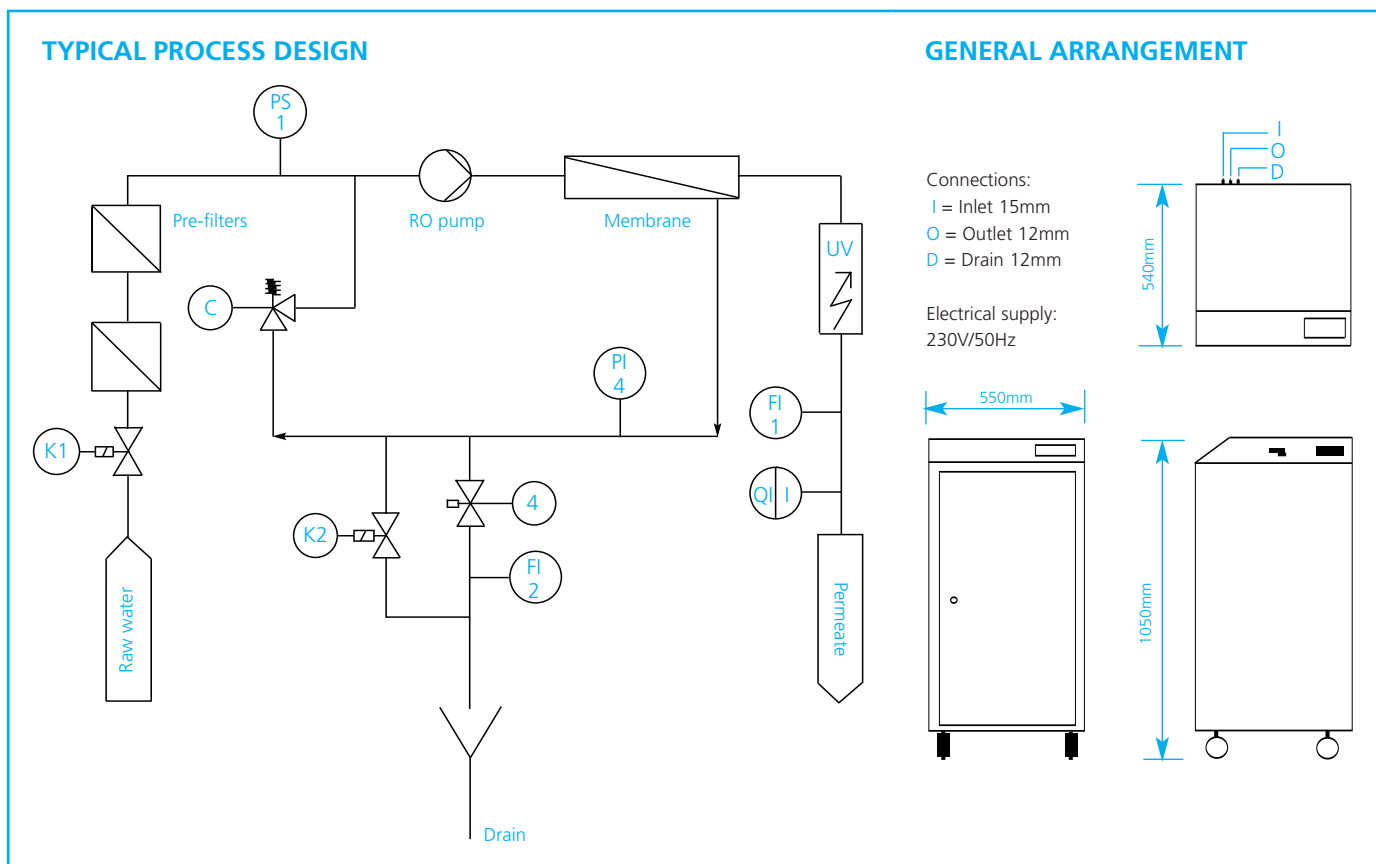 TYPICAL PROCESS DESIGN
PS
1
Pre-filters
RO pump
Membrane
UV
C
PI
4
FI
1
K1
QI I
K2
4
FI
2
Raw water
Permeate
Drain
GENERAL ARRANGEMENT
I
O
D
Connections:
I = Inlet 15mm
O = Outlet 12mm
D = Drain 12mm
Electrical supply:
230V/50Hz
540mm
550mm
1050mm